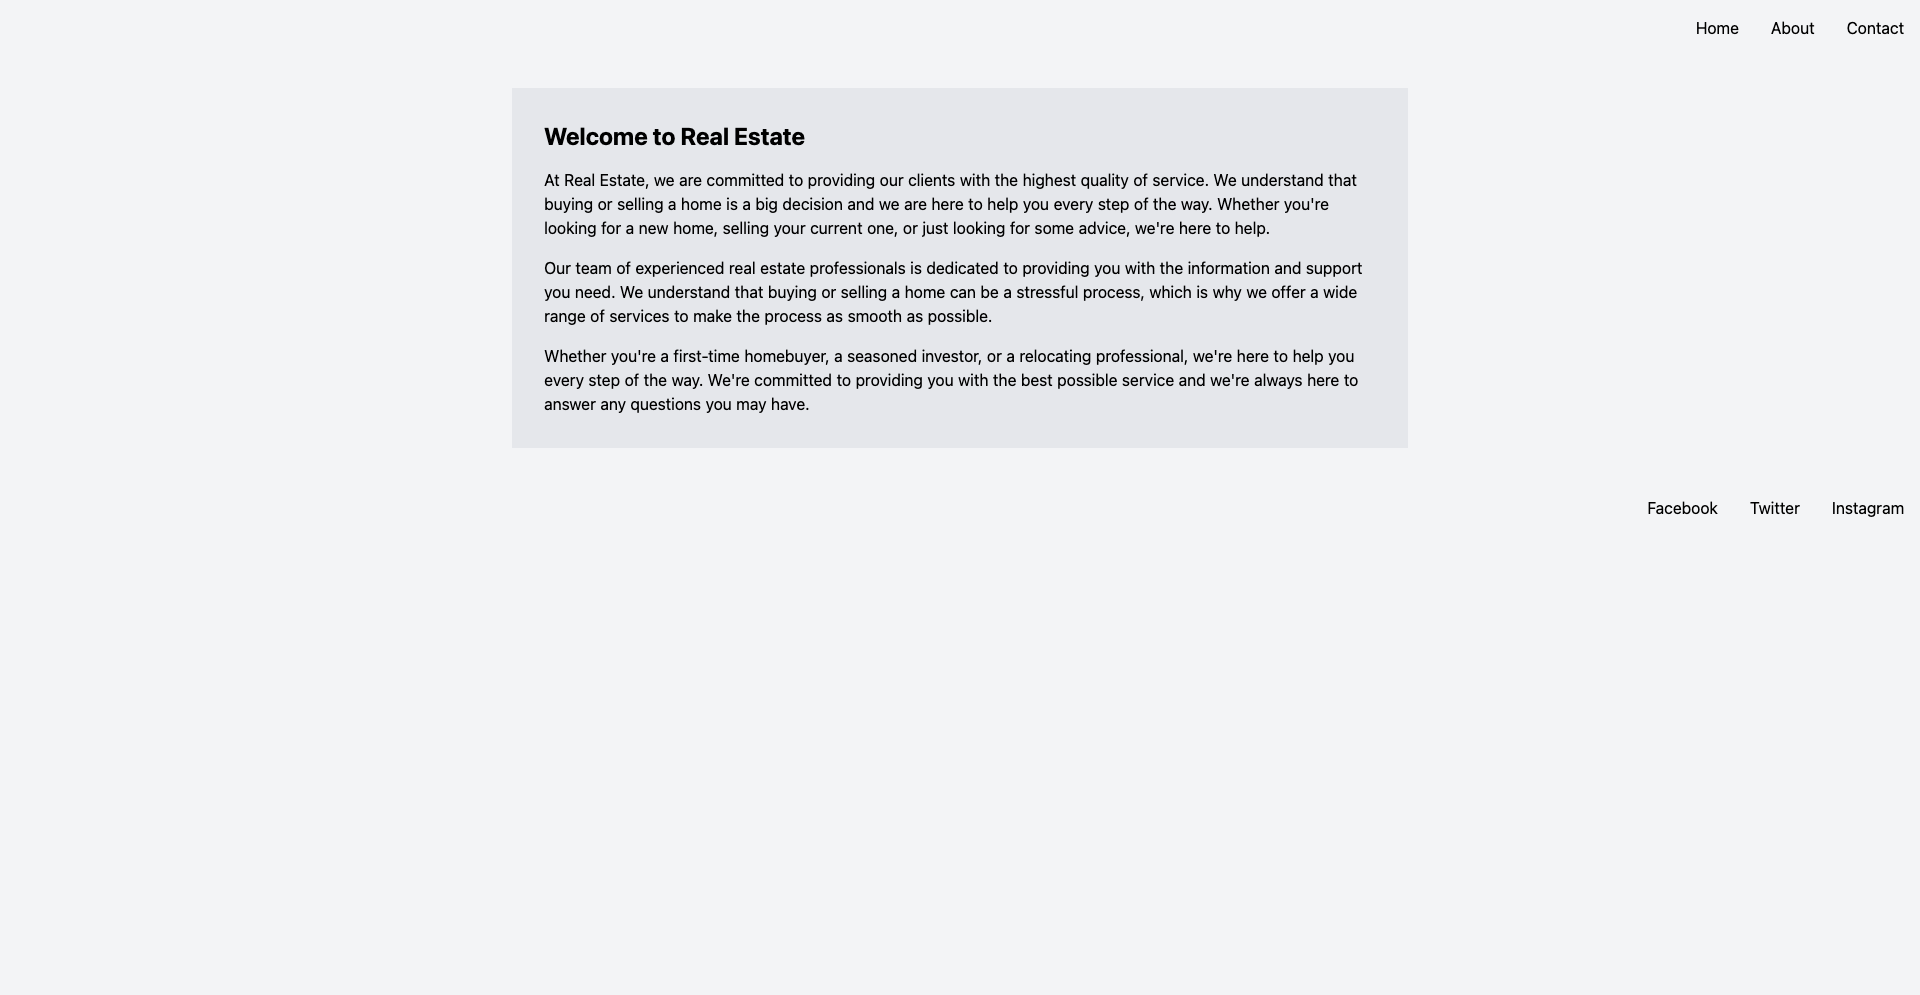 Home About Contact
Welcome to Real Estate
At Real Estate, we are committed to providing our clients with the highest quality of service. We understand that
buying or selling a home is a big decision and we are here to help you every step of the way. Whether you're
looking for a new home, selling your current one, or just looking for some advice, we're here to help.
Our team of experienced real estate professionals is dedicated to providing you with the information and support
you need. We understand that buying or selling a home can be a stressful process, which is why we offer a wide
range of services to make the process as smooth as possible.
Whether you're a first-time homebuyer, a seasoned investor, or a relocating professional, we're here to help you
every step of the way. We're committed to providing you with the best possible service and we're always here to
answer any questions you may have.
Facebook Twitter Instagram